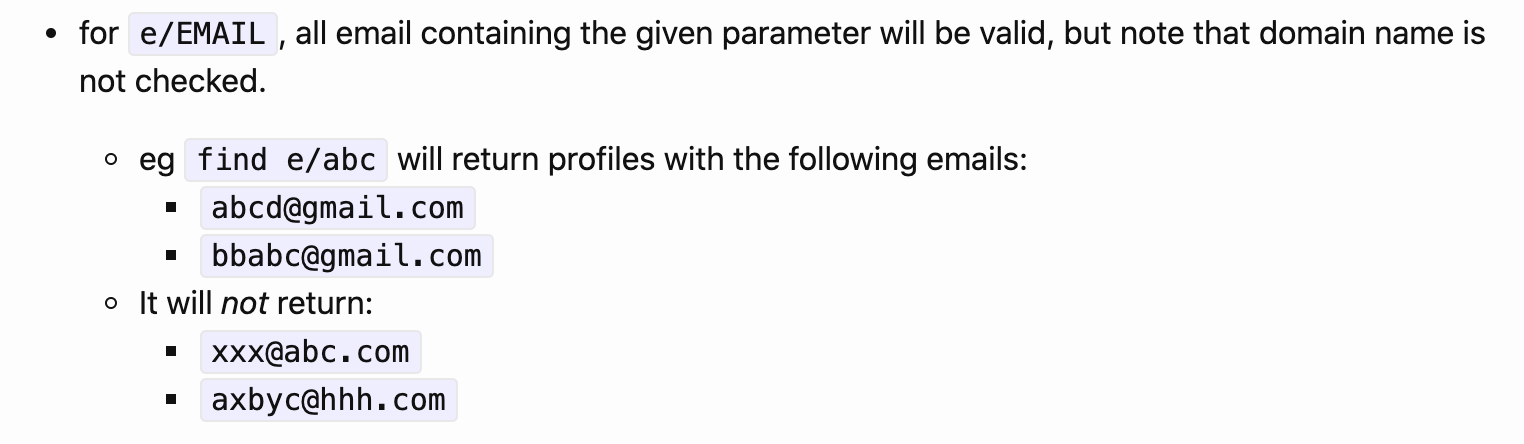 for e/EMAIL, all email containing the given parameter will be valid, but note that domain name is
not checked.
eg find e/abc will return profiles with the following emails:
abcd@gmail.com
bbabc@gmail.com
It will not return:
xxx@abc.com
axbyc@hhh.com